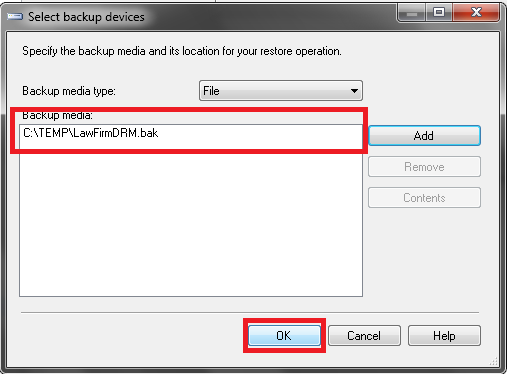 Select backup devices
Specify the backup media and its location for your restore operation.
Backup media type:
File
Backup media:
C:\TEMP\LawFirmDRM.bak
Add
Remove
Contents
OK
Cancel
Help